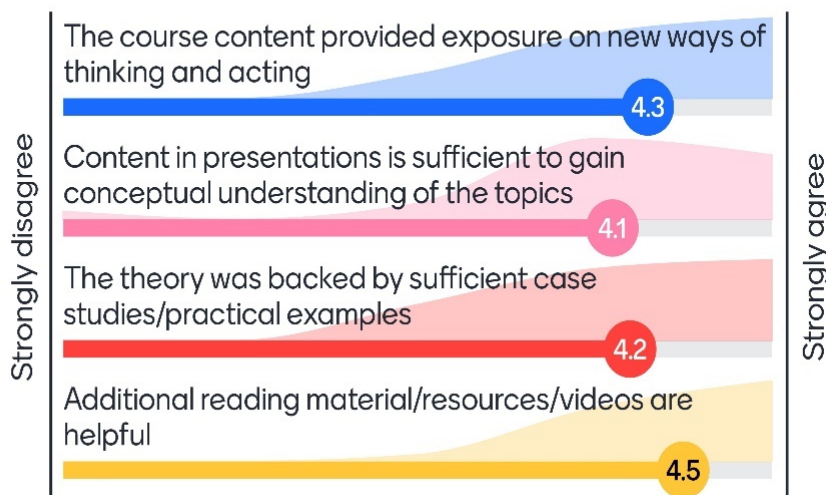 The course content provided exposure on new ways of
thinking and acting
4.3
Content in presentations is sufficient to gain
conceptual understanding of the topics
4.1
The theory was backed by sufficient case
studies/practical examples
4.2
Additional reading material/resources/videos are
helpful
4.5
Strongly disagree
Strongly agree